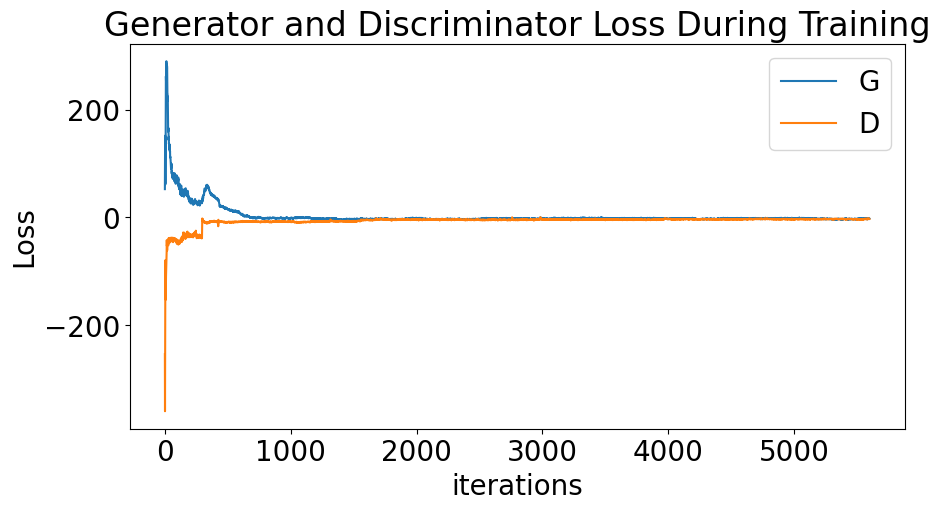 Generator and Discriminator Loss During Training
G
D
200
0
−200
Loss
0 1000 2000 3000 4000 5000
iterations